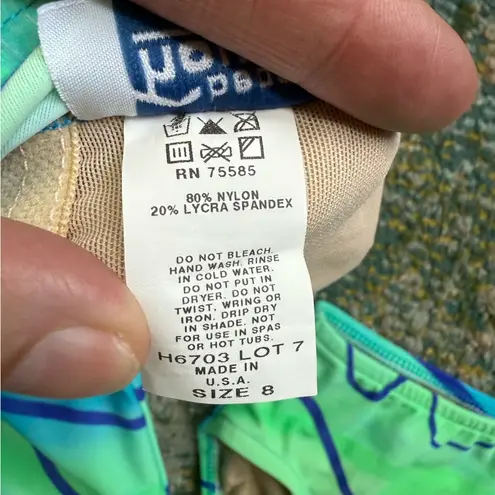 RN 75585
80% NYLON
20% LYCRA SPANDEX
DO NOT BLEACH.
HAND WASH. RINSE
IN COLD WATER.
DO NOT PUT IN
DRYER. DO NOT
TWIST, WRING OR
IRON. DRIP DRY
IN SHADE. NOT
FOR USE IN SPAS
OR HOT TUBS.
H6703 LOT 7
MADE IN
U.S.A.
SIZE 8